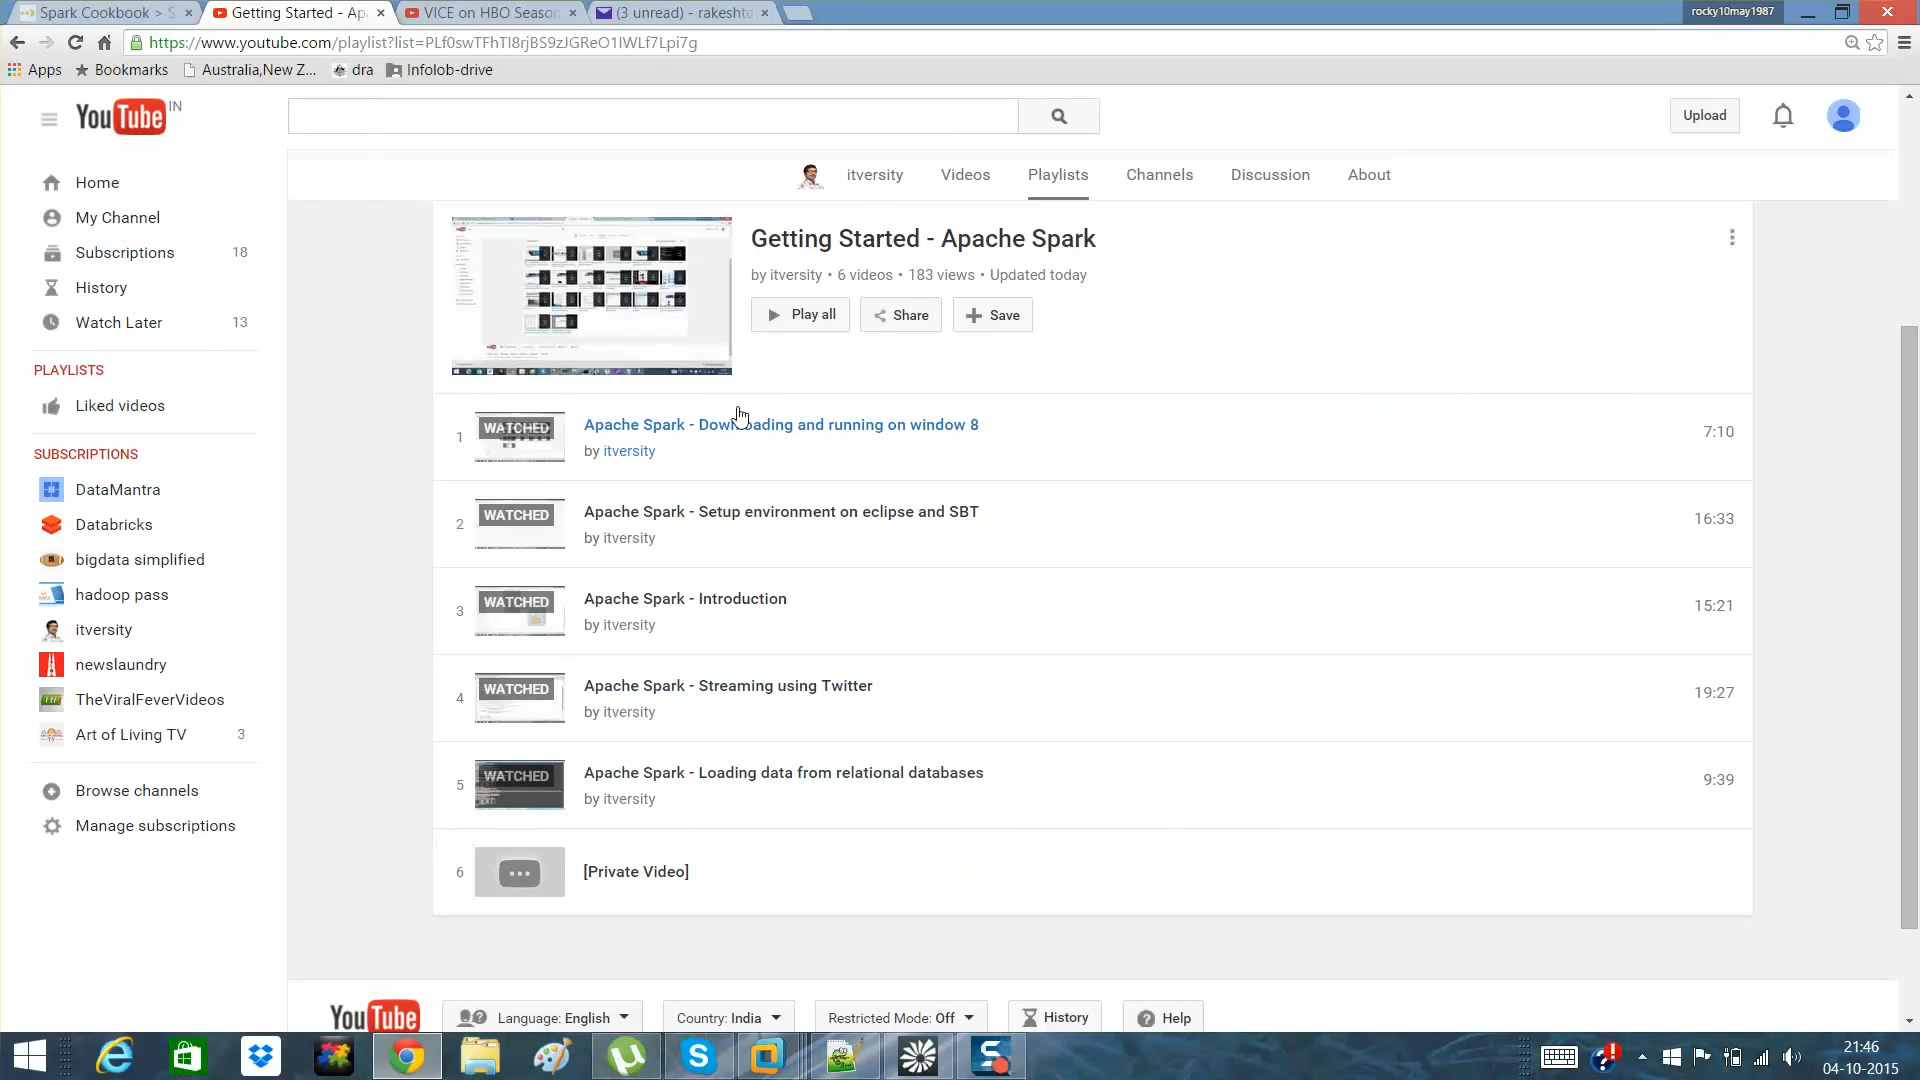 Spark Cookbook > S
Getting Started - Ap
VICE on HBO Season
(3 unread) - rakesht
rocky10may1987
https://www.youtube.com/playlist?list=PLf0swTFhTI8rjBS9zJGReO1IWLf7Lpi7g
Apps
Bookmarks
Australia,New Z...
dra
Infolob-drive
YouTube IN
Upload
Home
My Channel
Subscriptions 18
History
Watch Later 13
PLAYLISTS
Liked videos
SUBSCRIPTIONS
DataMantra
Databricks
bigdata simplified
hadoop pass
itversity
newslaundry
TheViralFeverVideos
Art of Living TV 3
Browse channels
Manage subscriptions
itversity Videos Playlists Channels Discussion About
Getting Started - Apache Spark
by itversity • 6 videos • 183 views • Updated today
Play all Share Save
1 WATCHED Apache Spark - Downloading and running on window 8 7:10
by itversity
2 WATCHED Apache Spark - Setup environment on eclipse and SBT 16:33
by itversity
3 WATCHED Apache Spark - Introduction 15:21
by itversity
4 WATCHED Apache Spark - Streaming using Twitter 19:27
by itversity
5 WATCHED Apache Spark - Loading data from relational databases 9:39
by itversity
6 [Private Video]
YouTube
Language: English
Country: India
Restricted Mode: Off
History
Help
21:46
04-10-2015